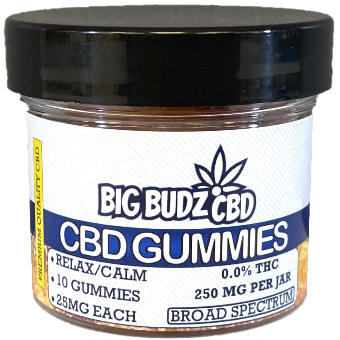 PREMIUM QUALITY CBD
BIG BUDZ CBD
CBD GUMMIES
• RELAX/CALM
• 10 GUMMIES
• 25MG EACH
0.0% THC
250 MG PER JAR
BROAD SPECTRUM